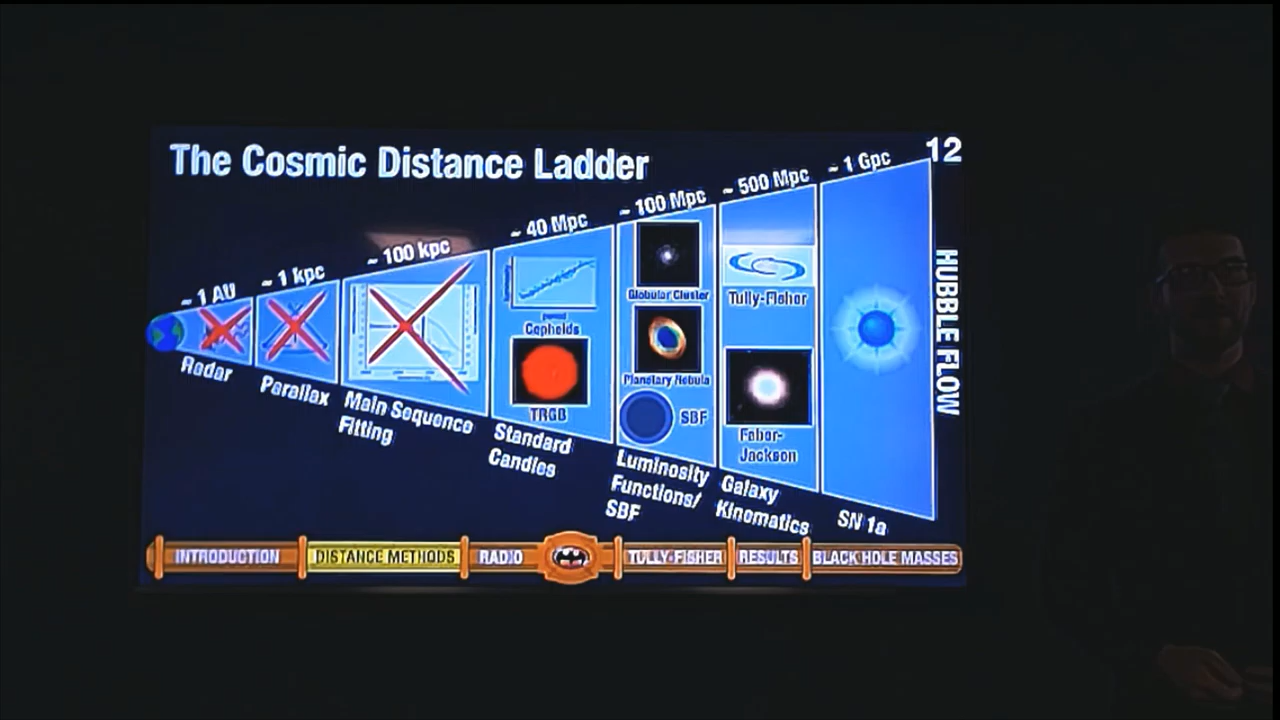 The Cosmic Distance Ladder
12
~ 1 AU
~ 1 kpc
~ 100 kpc
~ 40 Mpc
~ 100 Mpc
~ 500 Mpc
~ 1 Gpc
HUBBLE FLOW
Radar
Parallax
Main Sequence
Fitting
Cepheids
TRGB
Standard
Candles
Globular Cluster
Planetary Nebula
SBF
Luminosity
Functions/
SBF
Tully-Fisher
Faber-
Jackson
Galaxy
Kinematics
SN 1a
INTRODUCTION
DISTANCE METHODS
RADIO
TULLY-FISHER
RESULTS
BLACK HOLE MASSES